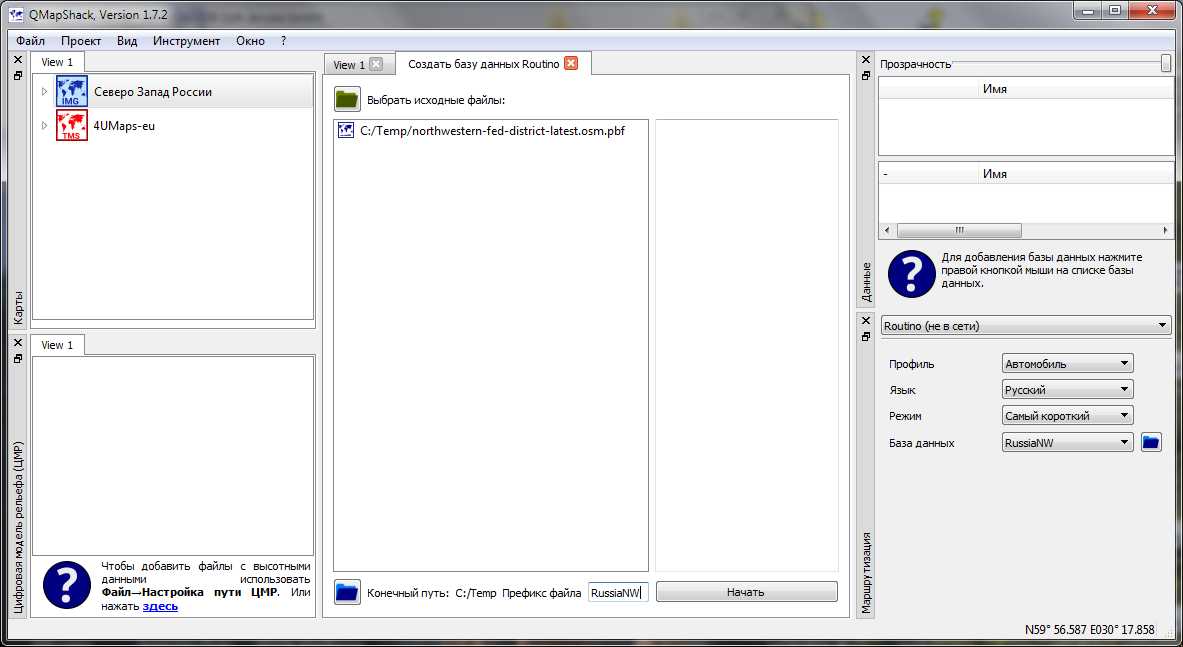 QMapShack, Version 1.7.2
Файл Проект Вид Инструмент Окно ?
View 1
IMG
Северо Запад России
TMS
4UMaps-eu
Карты
View 1
Чтобы добавить файлы с высотными
данными использовать
Файл→Настройка пути ЦМР. Или
нажать здесь
Цифровая модель рельефа (ЦМР)
View 1 Создать базу данных Routino
Выбрать исходные файлы:
C:/Temp/northwestern-fed-district-latest.osm.pbf
Конечный путь: C:/Temp Префикс файла RussiaNW Начать
Прозрачность
Имя
- Имя
Для добавления базы данных нажмите
правой кнопкой мыши на списке базы
данных.
Данные
Routino (не в сети)
Профиль Автомобиль
Язык Русский
Режим Самый короткий
База данных RussiaNW
Маршрутизация
N59° 56.587 E030° 17.858